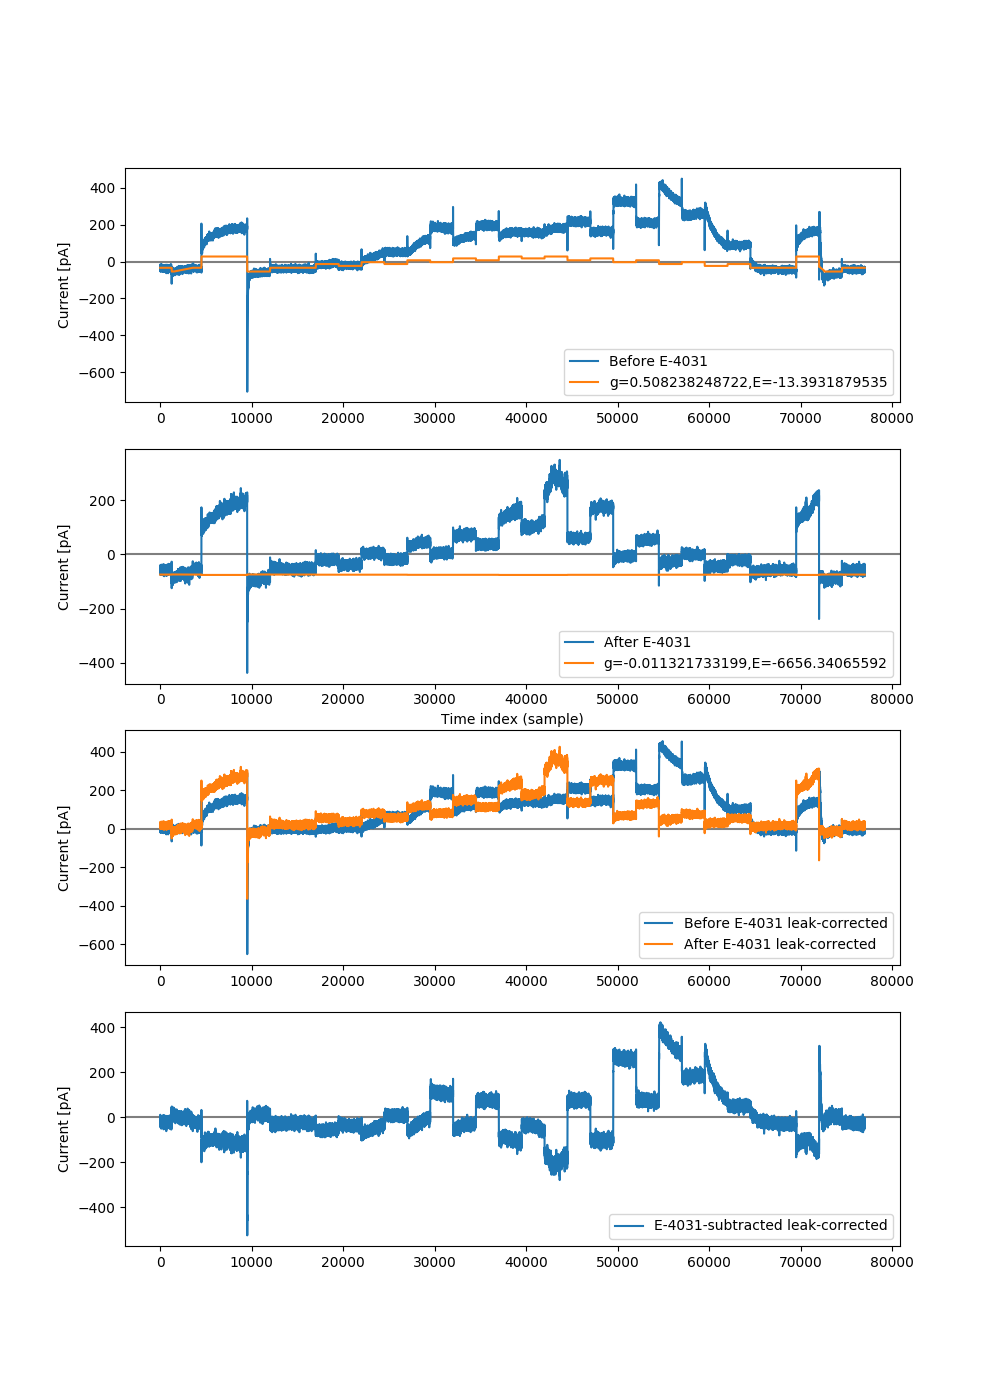 400
200
0
−200
−400
−600
Current [pA]
Before E-4031
g=0.508238248722,E=-13.3931879535
0 10000 20000 30000 40000 50000 60000 70000 80000
200
0
−200
−400
Current [pA]
After E-4031
g=-0.011321733199,E=-6656.34065592
0 10000 20000 30000 40000 50000 60000 70000 80000
Time index (sample)
400
200
0
−200
−400
−600
Current [pA]
Before E-4031 leak-corrected
After E-4031 leak-corrected
0 10000 20000 30000 40000 50000 60000 70000 80000
400
200
0
−200
−400
Current [pA]
E-4031-subtracted leak-corrected
0 10000 20000 30000 40000 50000 60000 70000 80000